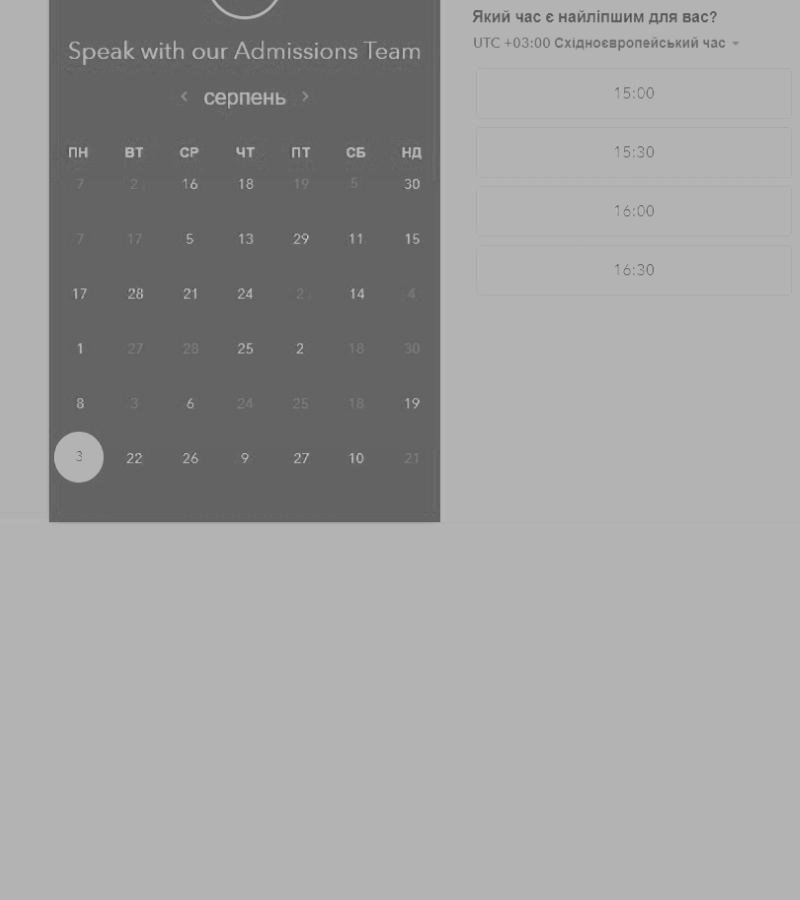 Speak with our Admissions Team
серпень
ПН ВТ СР ЧТ ПТ СБ НД
7 2 16 18 19 5 30
7 17 5 13 29 11 15
17 28 21 24 2 14 4
1 27 28 25 2 18 30
8 3 6 24 25 18 19
3 22 26 9 27 10 21
Який час є найліпшим для вас?
UTC +03:00 Східноєвропейський час
15:00
15:30
16:00
16:30